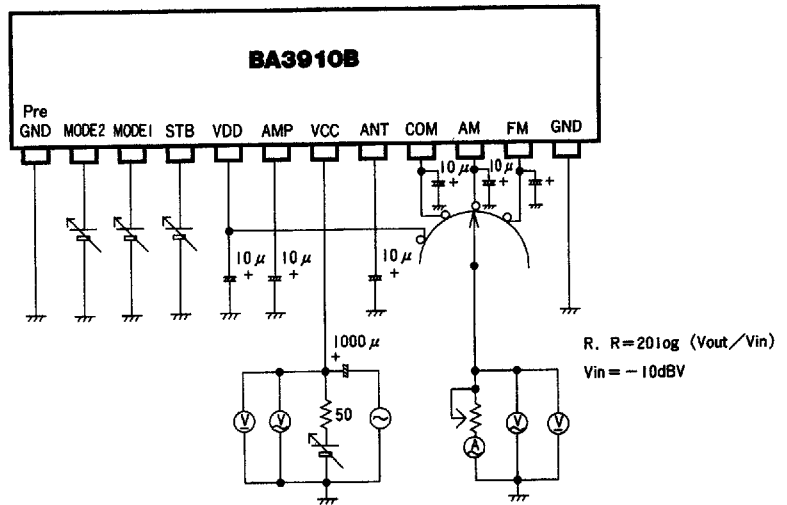 BA3910B
Pre
GND MODE2 MODE1 STB VDD AMP VCC ANT COM AM FM GND
10μ 10μ
+ + +
10μ 10μ 10μ
+ + +
1000μ
+
R. R=20log (Vout/Vin)
Vin=-10dBV
50
V V A V V